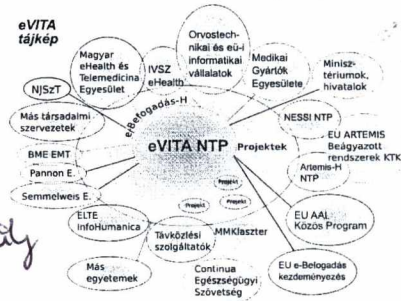 eVITA
tájkép
Magyar
eHealth és
Telemedicina
Egyesület
IVSZ
eHealth
Orvostech-
nikai és eü-i
informatikai
vállalatok
Medikai
Gyártók
Egyesülete
Minisz-
tériumok,
hivatalok
NJSzT
e-Befogadás-H
Más társadalmi
szervezetek
NESSI NTP
BME EMT
eVITA NTP
Projektek
EU ARTEMIS
Beágyazott
rendszerek KTK
Pannon E.
Artemis-H
NTP
Semmelweis E.
Projekt
Projekt
Projekt
ELTE
InfoHumanica
EU AAL
Közös Program
Távközlési
szolgáltatók
MMKlaszter
Más
egyetemek
Continua
Egészségügyi
Szövetség
EU e-Befogadás
kezdeményezés